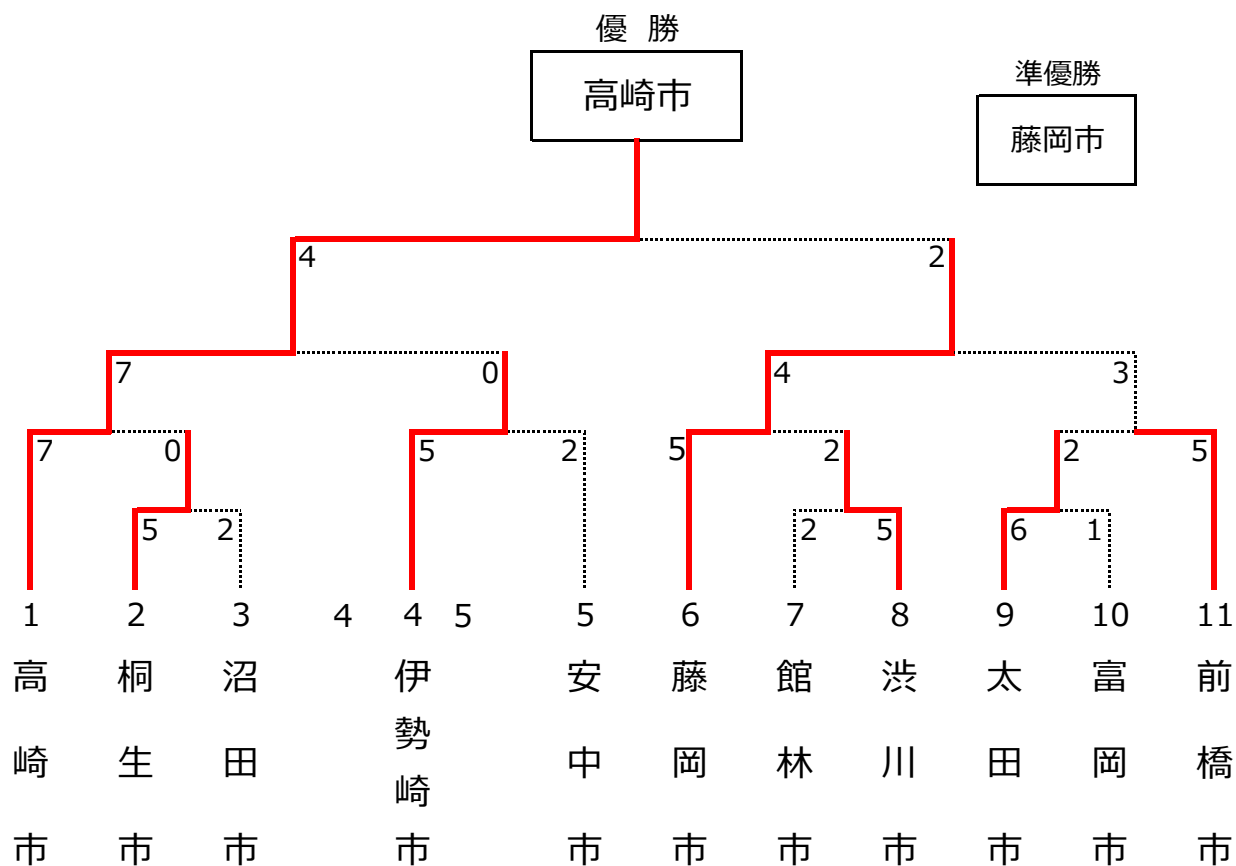 優 勝
高崎市
準優勝
藤岡市
4 2
7 0 4 3
7 0 5 2 5 2 2 5
5 2 2 5 6 1
1 2 3 4 4 5 5 6 7 8 9 10 11
高崎市
桐生市
沼田市
伊勢崎市
安中市
藤岡市
館林市
渋川市
太田市
富岡市
前橋市